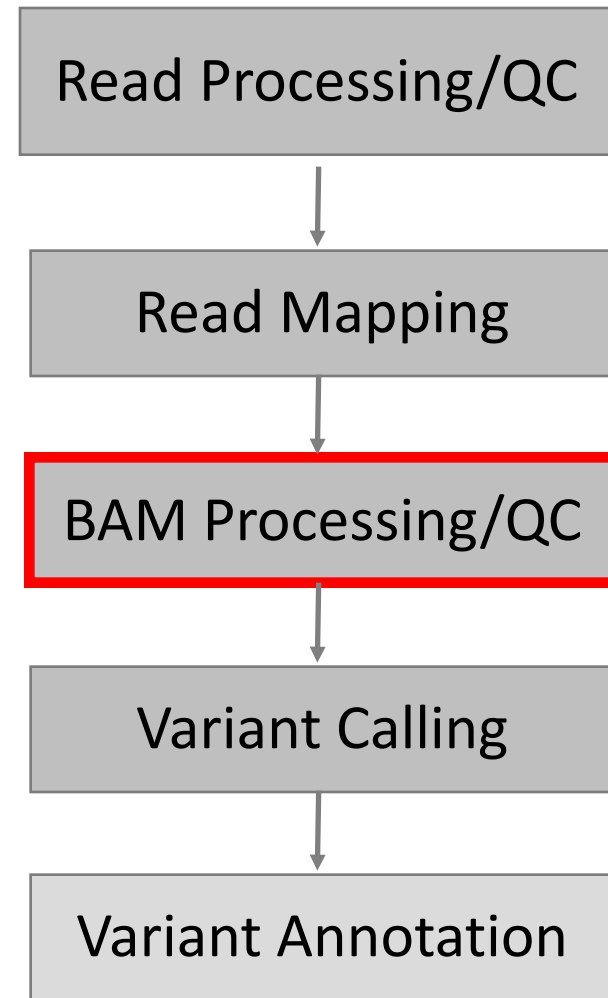 Read Processing/QC
Read Mapping
BAM Processing/QC
Variant Calling
Variant Annotation